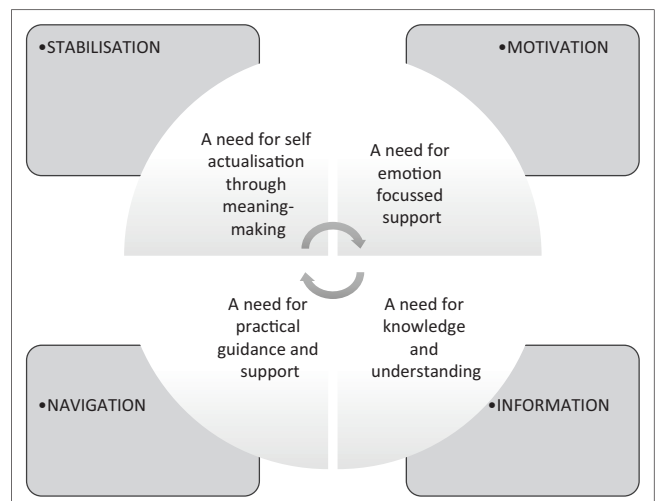 •STABILISATION
•MOTIVATION
A need for self
actualisation
through
meaning-
making
A need for
emotion
focussed
support
A need for
practical
guidance and
support
A need for
knowledge
and
understanding
•NAVIGATION
•INFORMATION